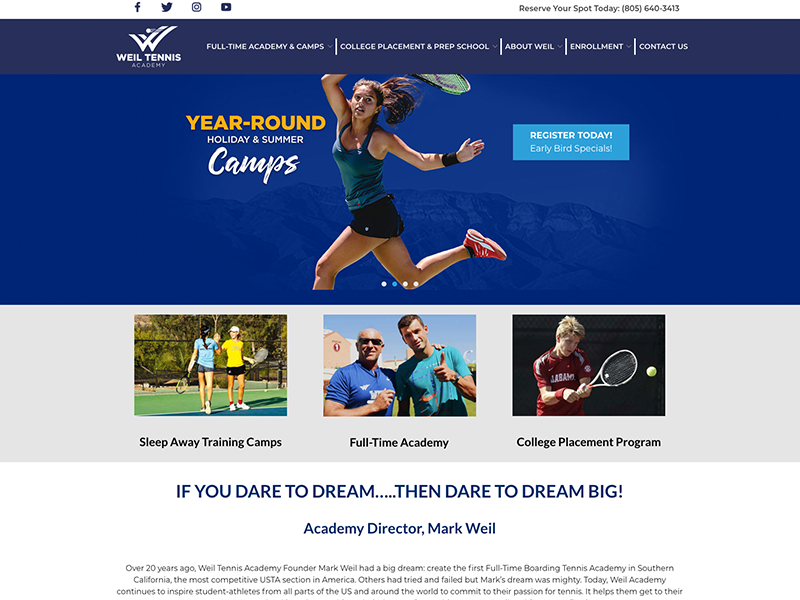 Reserve Your Spot Today: (805) 640-3413
WEIL TENNIS
ACADEMY
FULL-TIME ACADEMY & CAMPS
COLLEGE PLACEMENT & PREP SCHOOL
ABOUT WEIL
ENROLLMENT
CONTACT US
YEAR-ROUND
HOLIDAY & SUMMER
Camps
REGISTER TODAY!
Early Bird Specials!
Sleep Away Training Camps
Full-Time Academy
College Placement Program
IF YOU DARE TO DREAM…..THEN DARE TO DREAM BIG!
Academy Director, Mark Weil
Over 20 years ago, Weil Tennis Academy Founder Mark Weil had a big dream: create the first Full-Time Boarding Tennis Academy in Southern
California, the most competitive USTA section in America. Others had tried and failed but Mark's dream was mighty. Today, Weil Academy
continues to inspire student-athletes from all parts of the US and around the world to commit to their passion for tennis. It helps them get to their